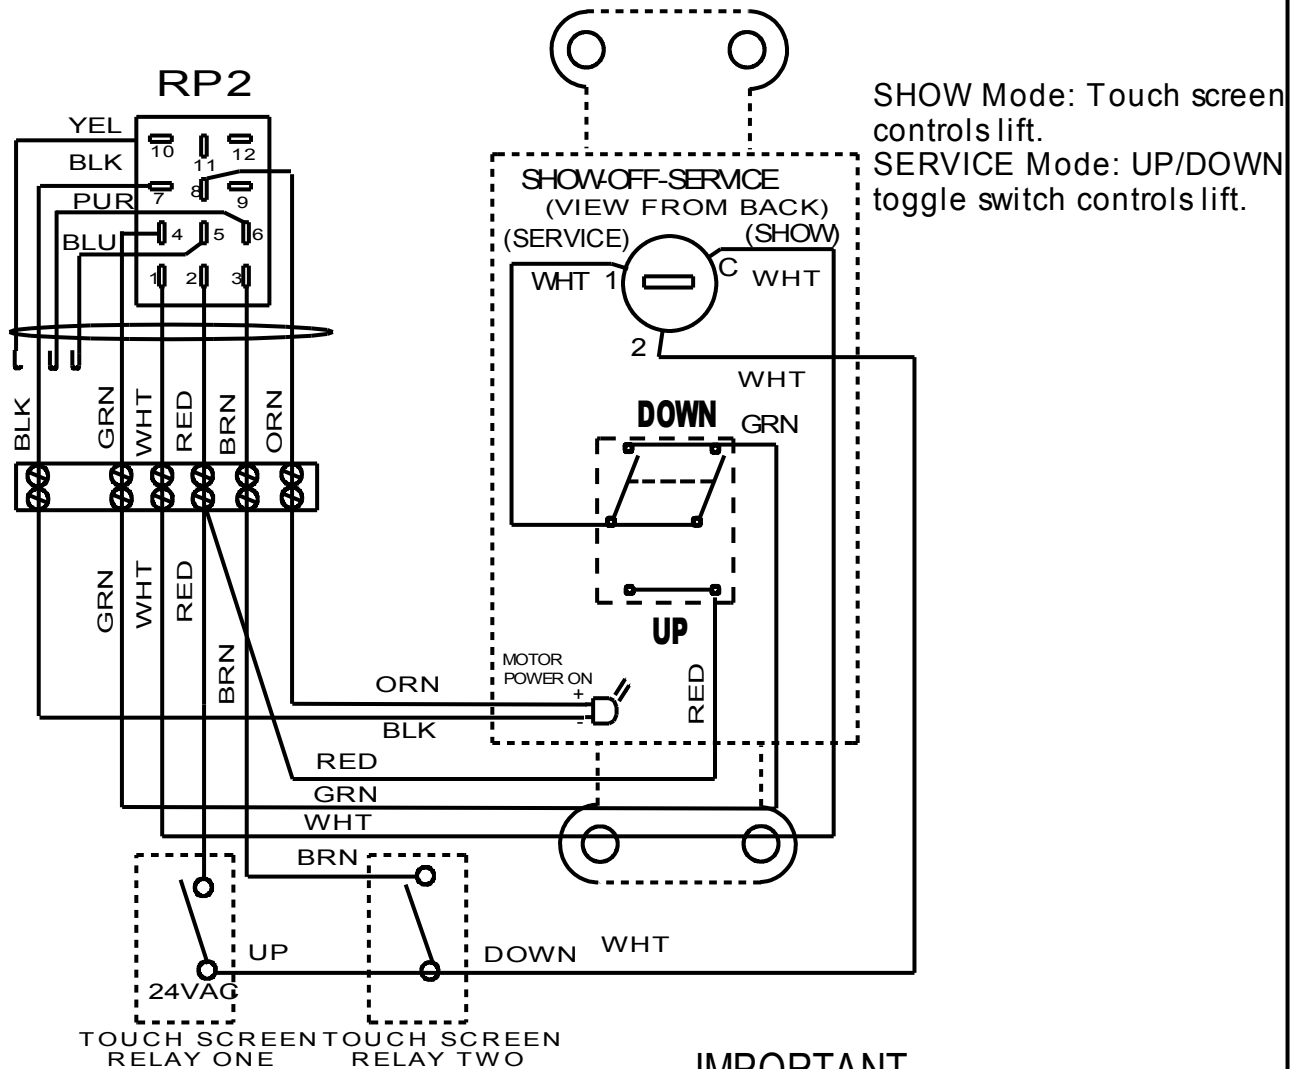 RP2
YEL
BLK
PUR
BLU
10
11
12
7
8
9
4
5
6
1
2
3
BLK
GRN
WHT
RED
BRN
ORN
GRN
WHT
RED
BRN
SHOW Mode: Touch screen
controls lift.
SERVICE Mode: UP/DOWN
toggle switch controls lift.
SHOW-OFF-SERVICE
(VIEW FROM BACK)
(SERVICE)
(SHOW)
WHT 1
C WHT
2
WHT
DOWN
GRN
UP
RED
MOTOR
POWER ON
+
-
ORN
BLK
RED
GRN
WHT
BRN
UP
DOWN
WHT
24VAC
TOUCH SCREEN
RELAY ONE
TOUCH SCREEN
RELAY TWO
IMPORTANT